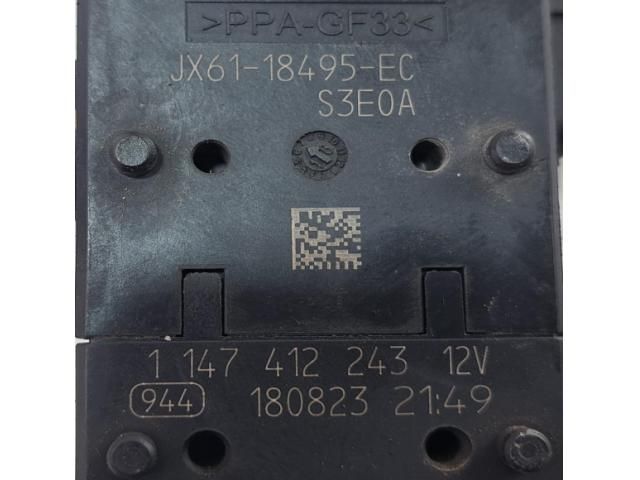 >PPA-GF33<
JX61-18495-EC
S3E0A
1 147 412 243 12V
944 180823 21:49